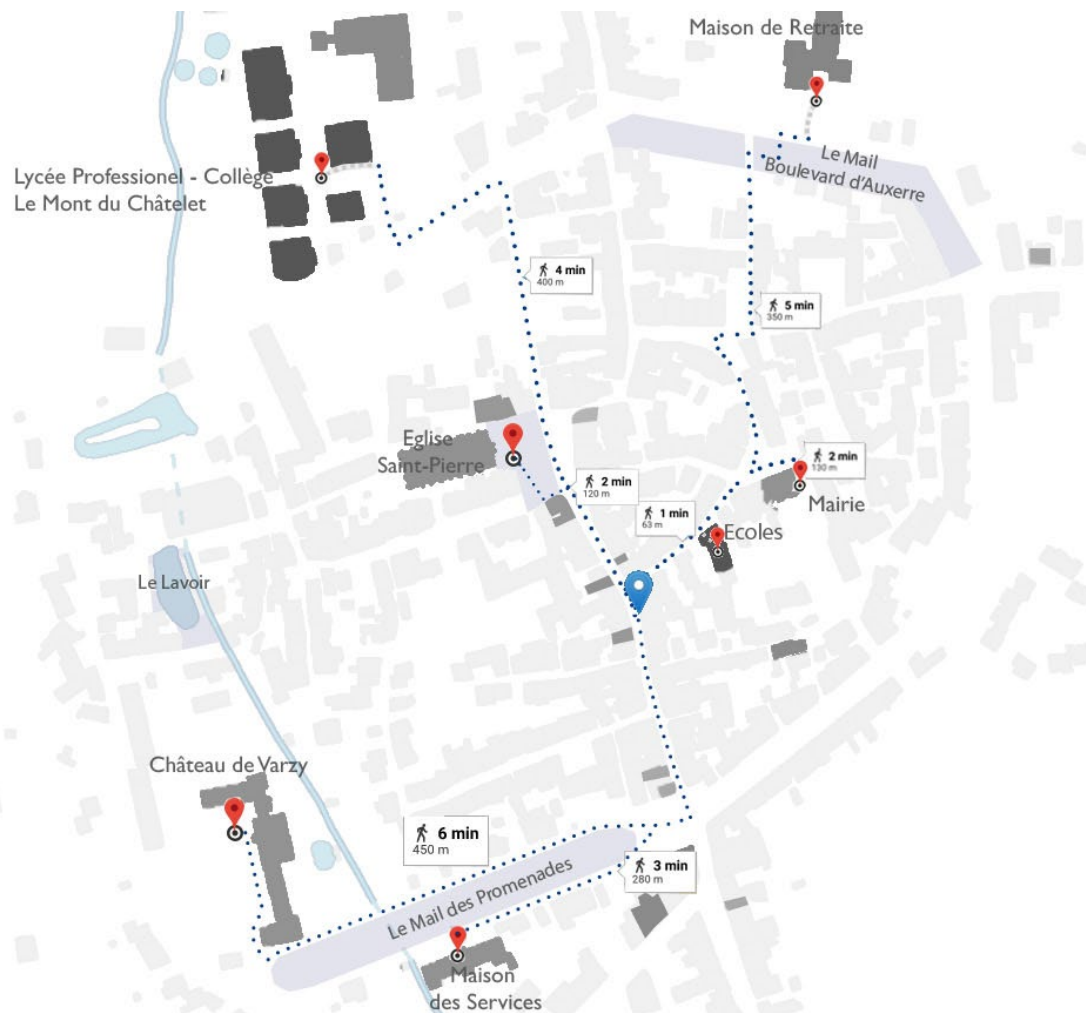 Maison de Retraite
Le Mail
Boulevard d'Auxerre
Lycée Professionel - Collège
Le Mont du Châtelet
4 min
400 m
5 min
350 m
Eglise
Saint-Pierre
2 min
120 m
2 min
130 m
Mairie
1 min
63 m
Ecoles
Le Lavoir
Château de Varzy
6 min
450 m
3 min
280 m
Le Mail des Promenades
Maison
des Services